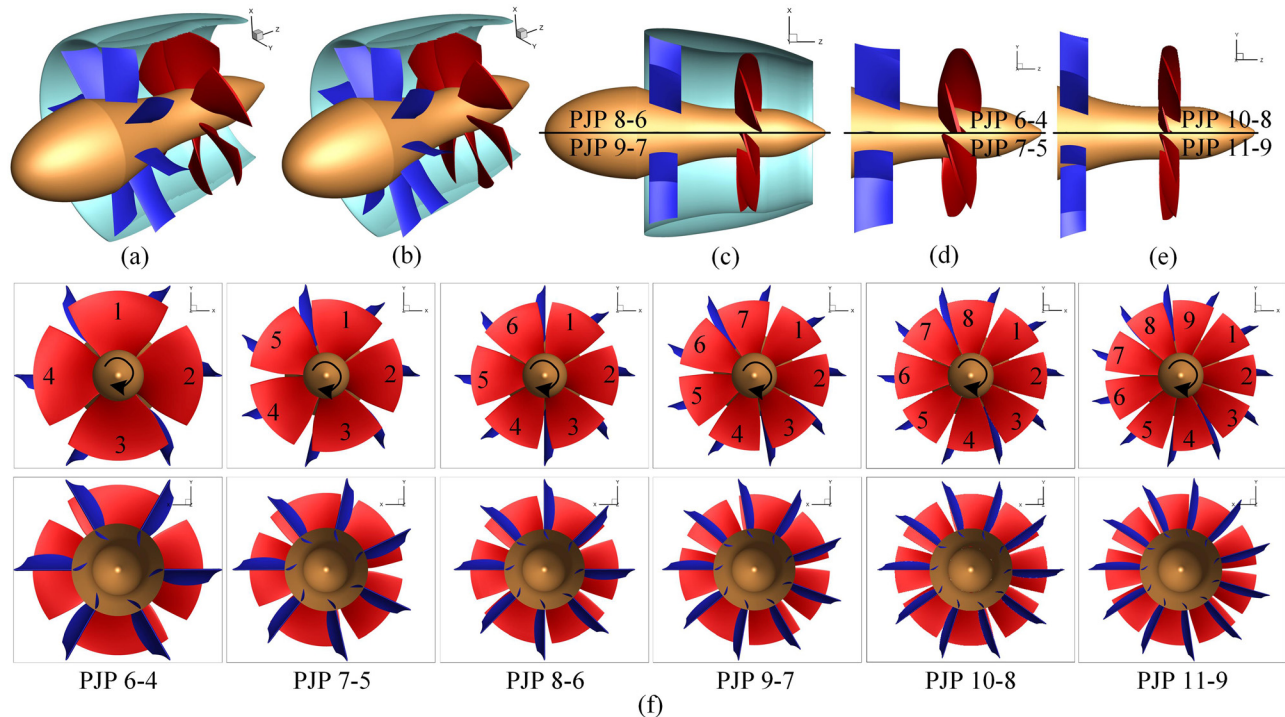 X
Z
Y
X
Z
Y
X
Z
Y
Z
Y
Z
PJP 8-6
PJP 9-7
PJP 6-4
PJP 7-5
PJP 10-8
PJP 11-9
(a)
(b)
(c)
(d)
(e)
Y
X
1
2
3
4
Y
X
1
2
3
4
5
Y
X
1
2
3
4
5
6
Y
X
1
2
3
4
5
6
7
Y
X
1
2
3
4
5
6
7
8
Y
X
1
2
3
4
5
6
7
8
9
Y
X
Y
X
Y
X
Y
X
Y
X
Y
X
PJP 6-4 PJP 7-5 PJP 8-6 PJP 9-7 PJP 10-8 PJP 11-9
(f)